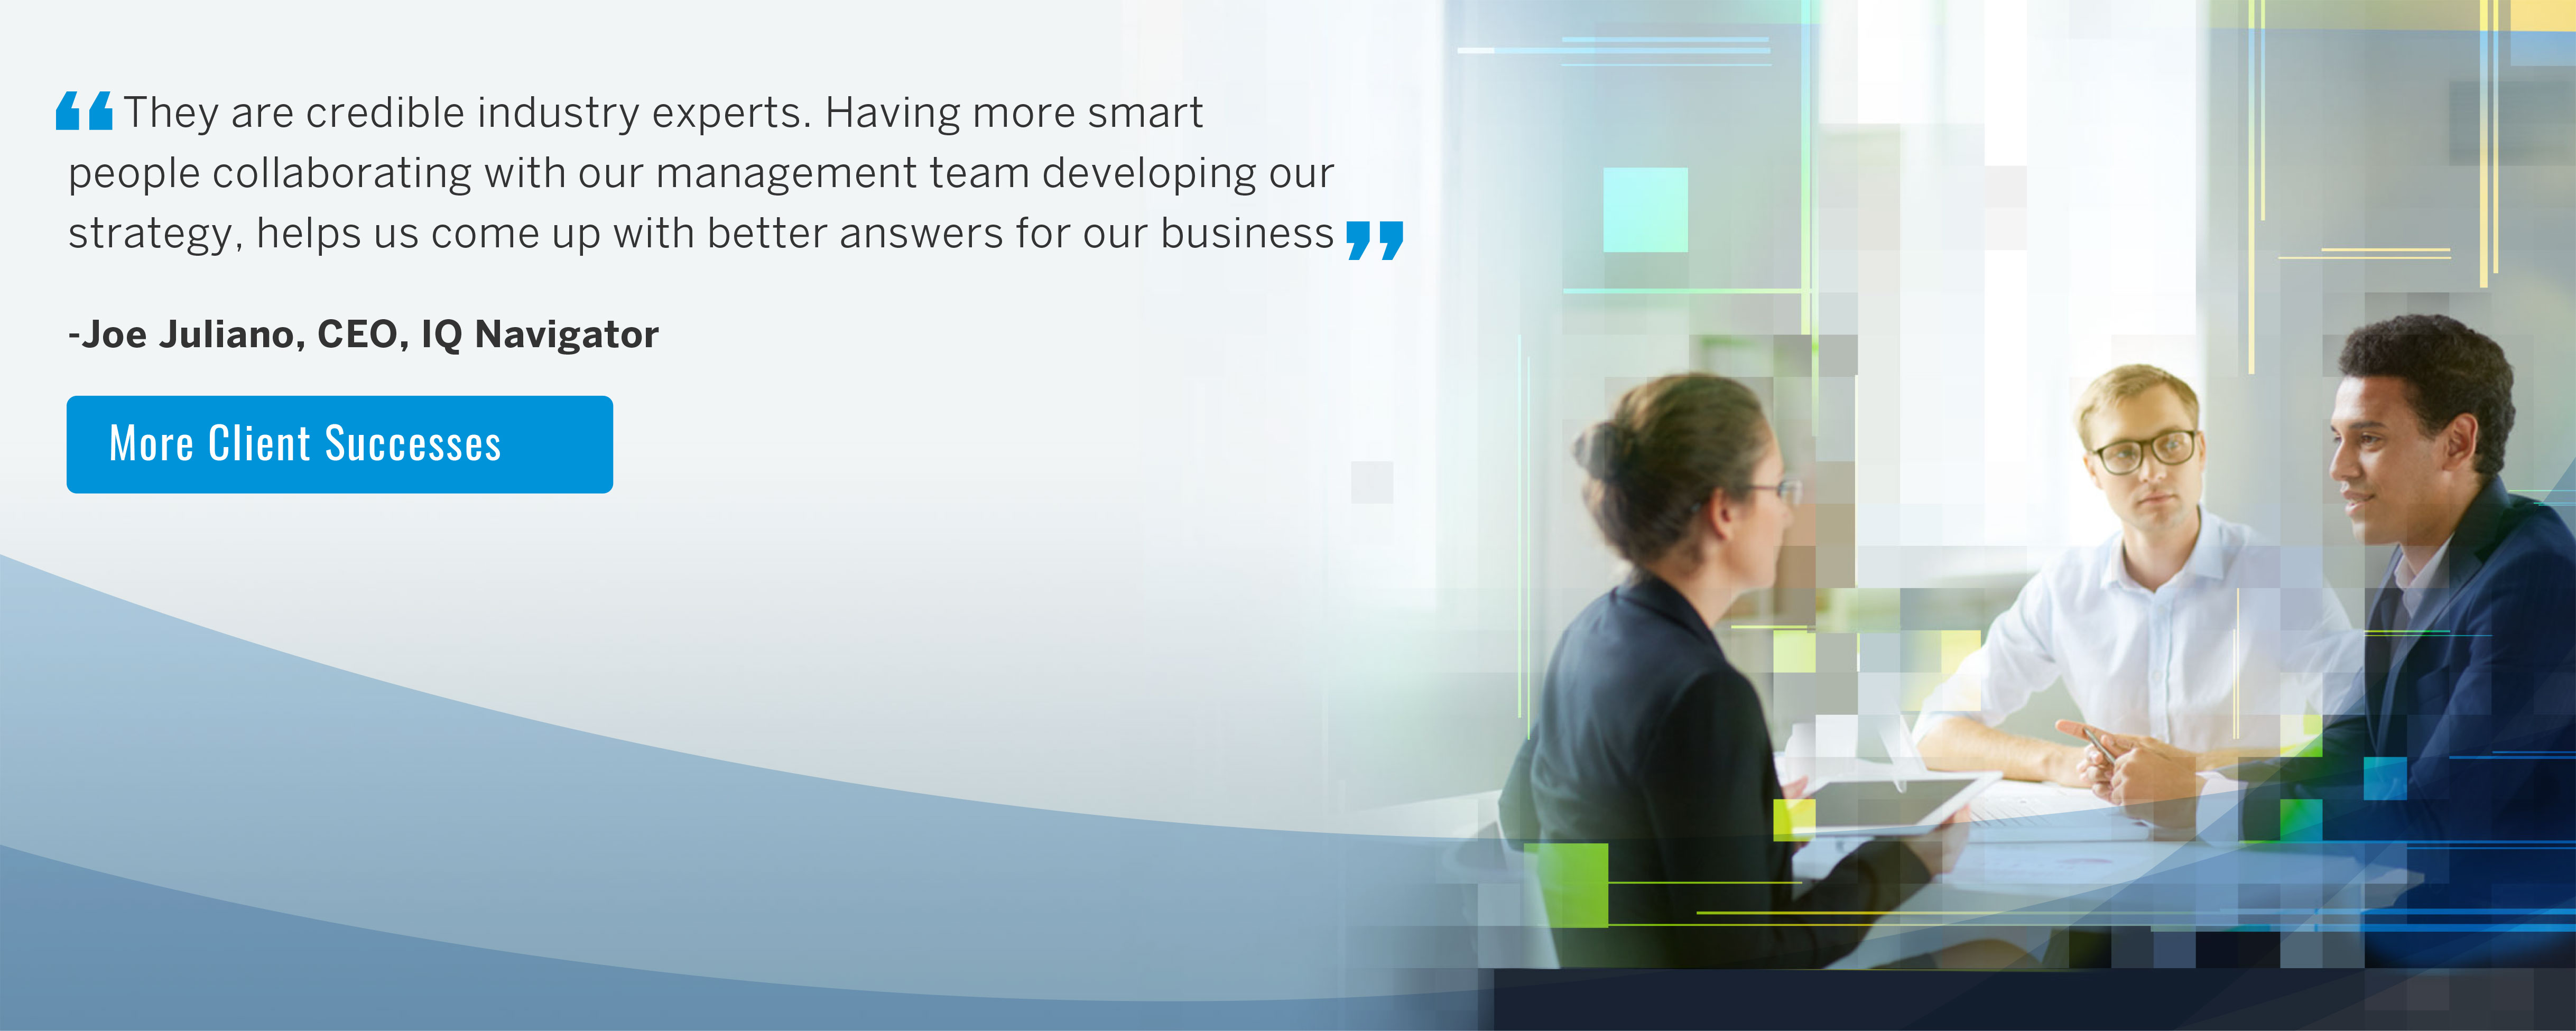 “They are credible industry experts. Having more smart
people collaborating with our management team developing our
strategy, helps us come up with better answers for our business”
-Joe Juliano, CEO, IQ Navigator
More Client Successes